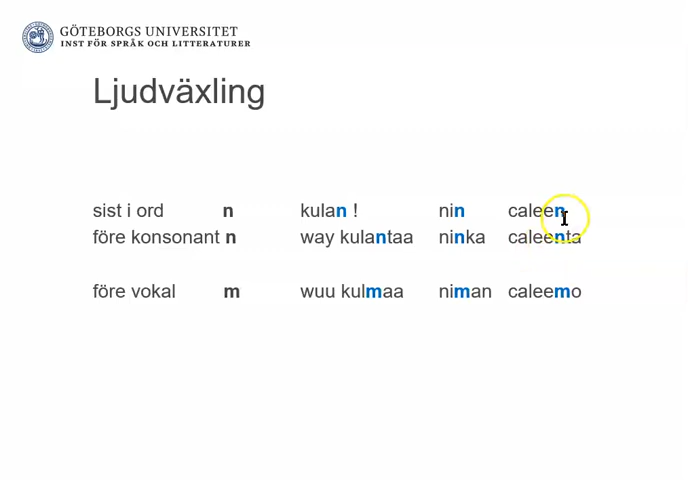 GÖTEBORGS UNIVERSITET
INST FÖR SPRÅK OCH LITTERATURER
Ljudväxling
sist i ord n kulan ! nin caleen
före konsonant n way kulantaa ninka caleenta
före vokal m wuu kulmaa niman caleemo